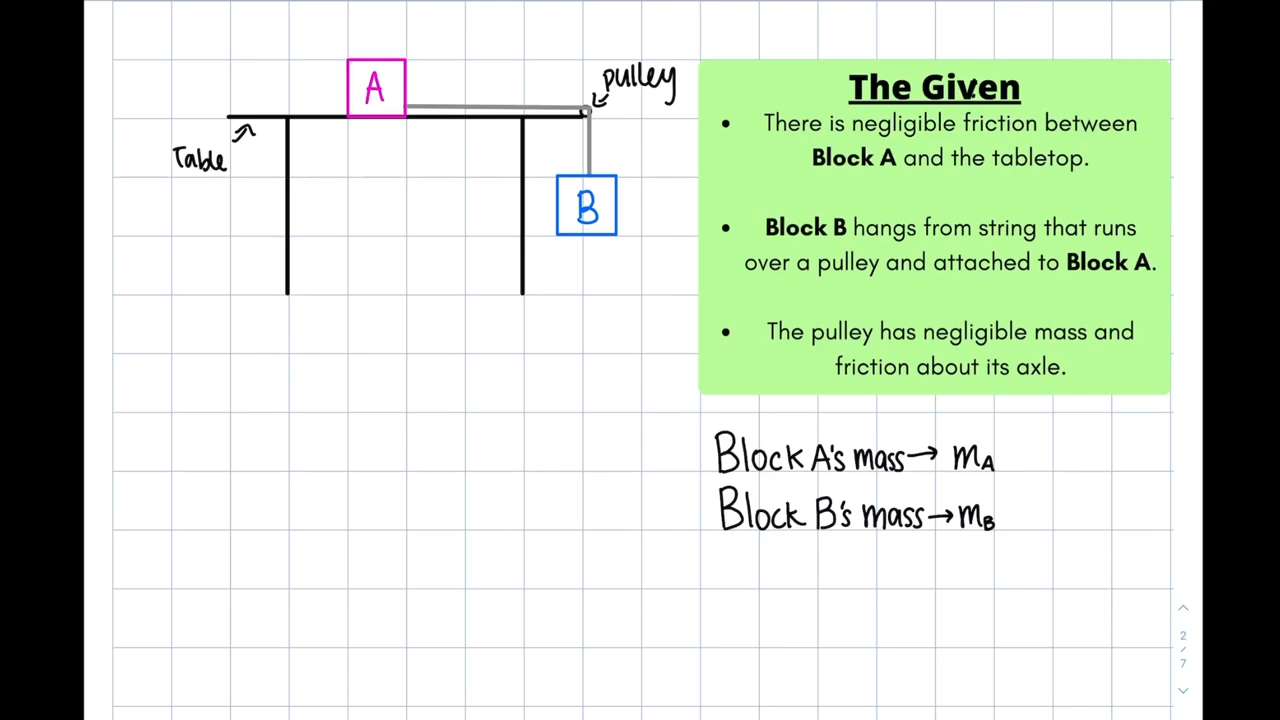 A
pulley
Table
B
The Given
• There is negligible friction between
Block A and the tabletop.
• Block B hangs from string that runs
over a pulley and attached to Block A.
• The pulley has negligible mass and
friction about its axle.
Block A's mass → mA
Block B's mass → mB
2
/
7